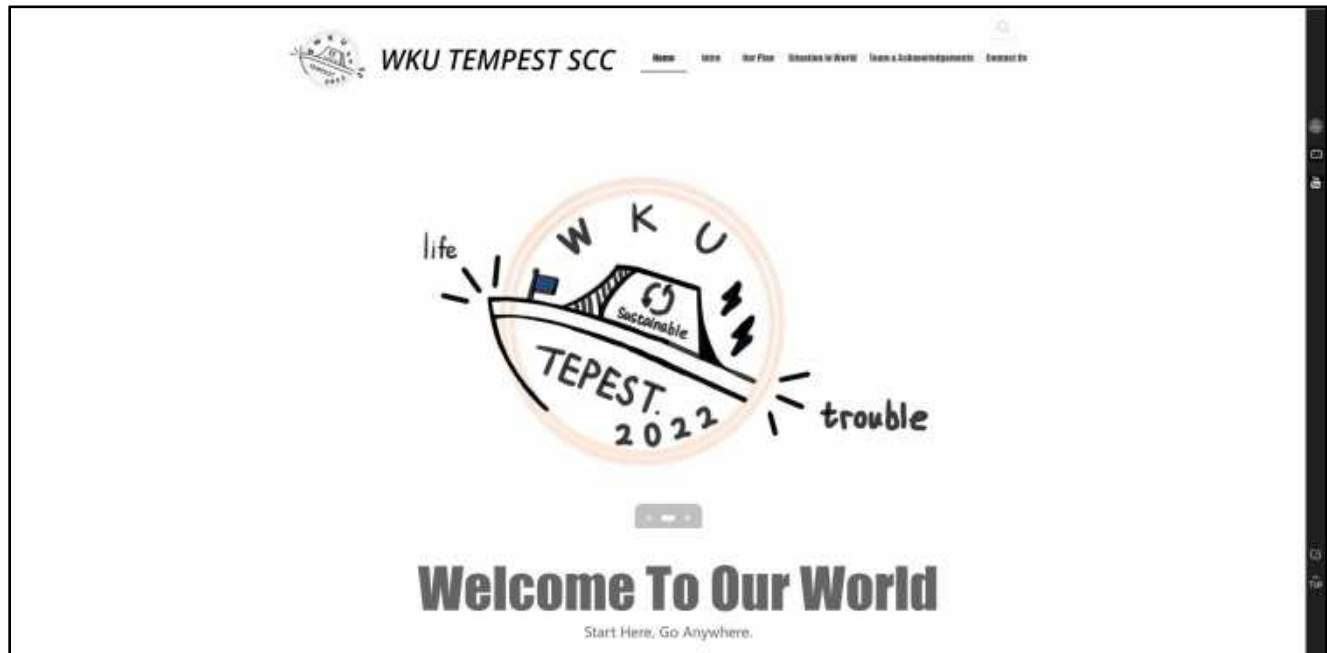 WKU TEMPEST SCC
Home Intro Our Plan Situation in World Team & Acknowledgements Contact Us
W K U
life
Sustainable
TEPEST.
2022
trouble
Welcome To Our World
Start Here, Go Anywhere.
TOP